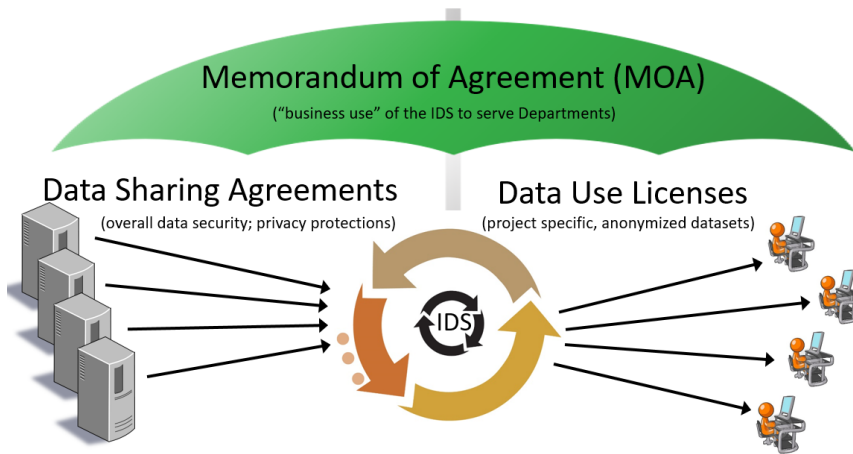 Memorandum of Agreement (MOA)
(“business use” of the IDS to serve Departments)
Data Sharing Agreements
(overall data security; privacy protections)
Data Use Licenses
(project specific, anonymized datasets)
IDS